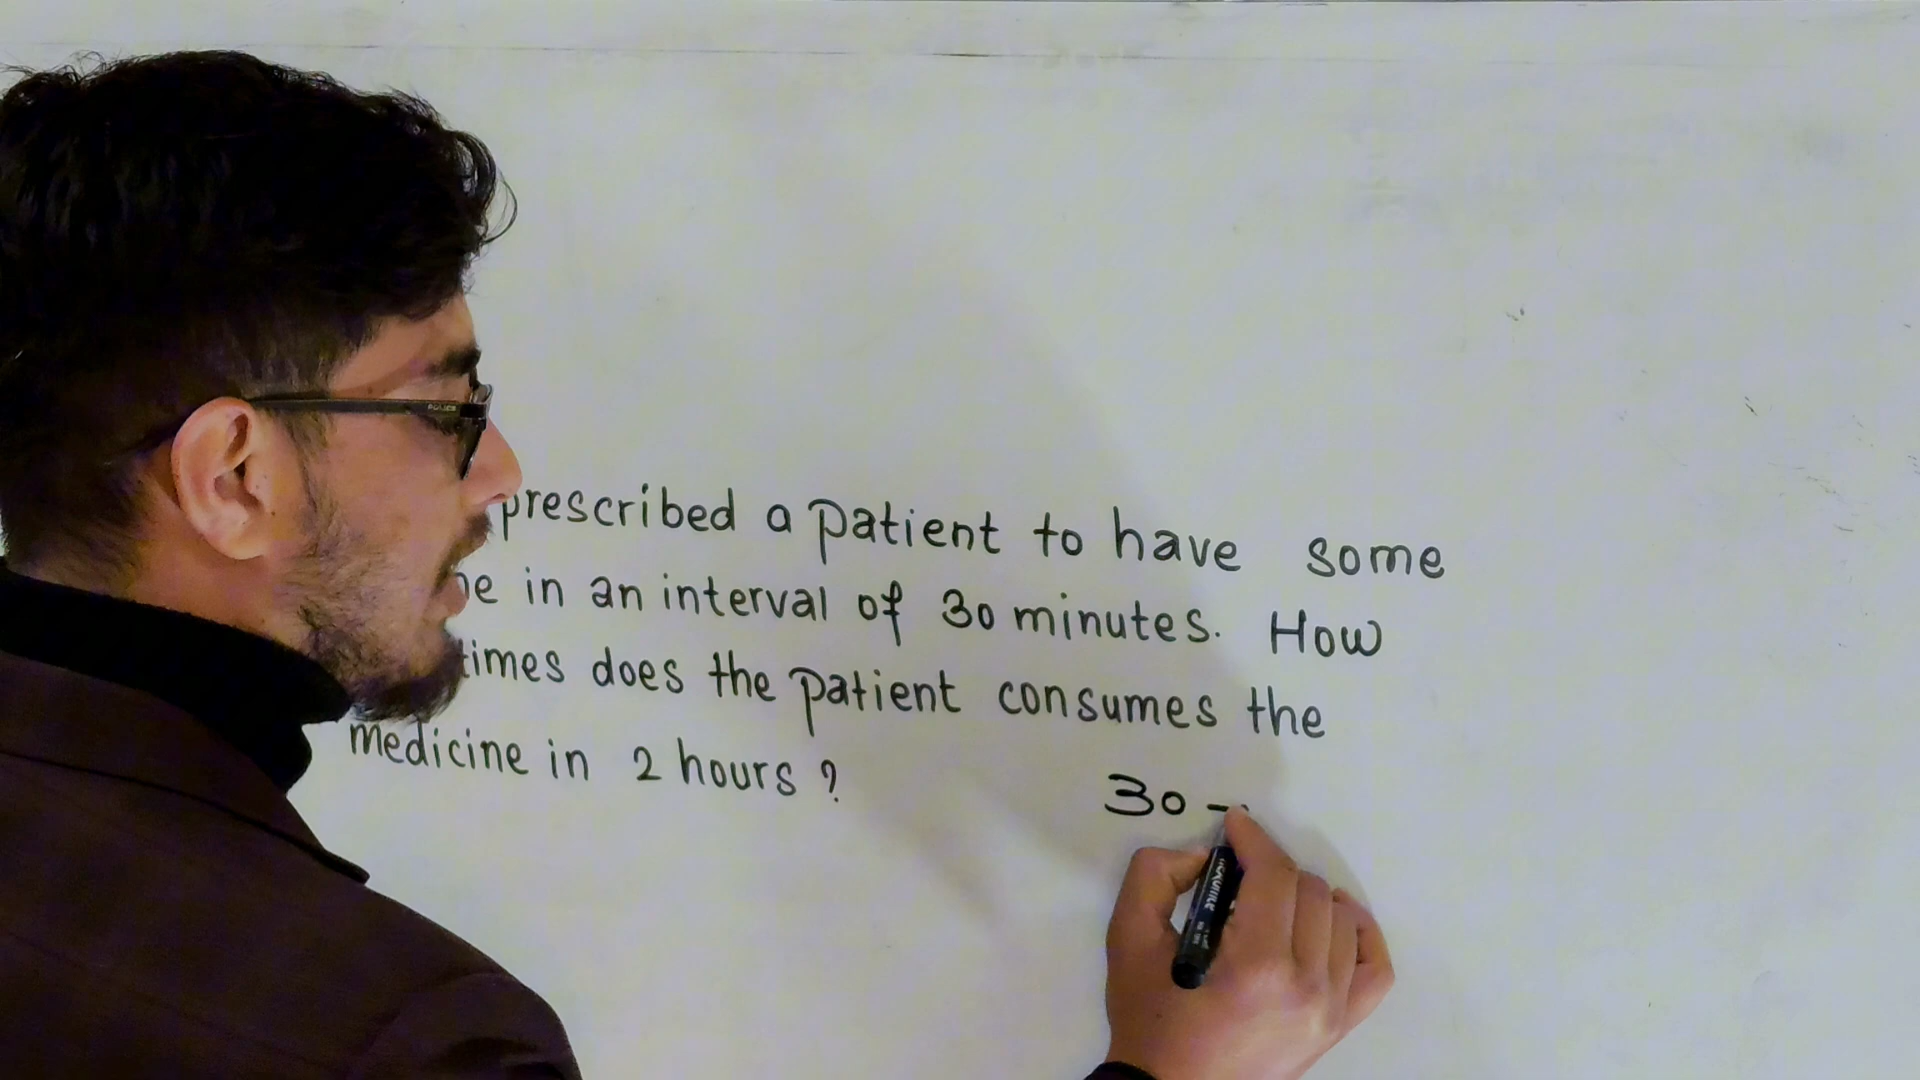 prescribed a patient to have some
in an interval of 30 minutes. How
times does the patient consumes the
medicine in 2 hours ?
30 -
POLICE